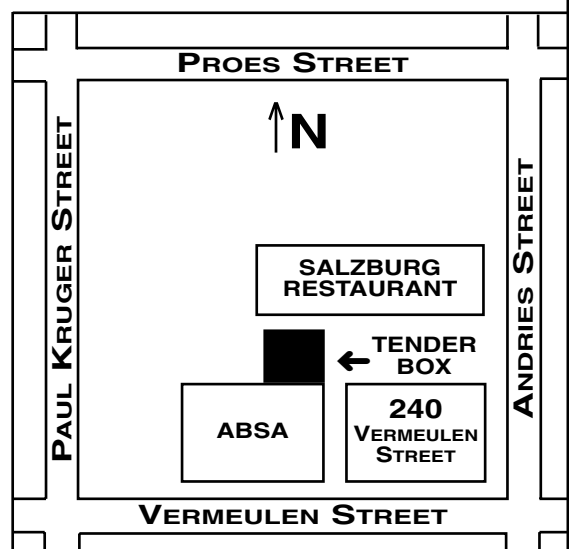 PROES STREET
N
PAUL KRUGER STREET
ANDRIES STREET
SALZBURG
RESTAURANT
TENDER
BOX
ABSA
240
VERMEULEN
STREET
VERMEULEN STREET